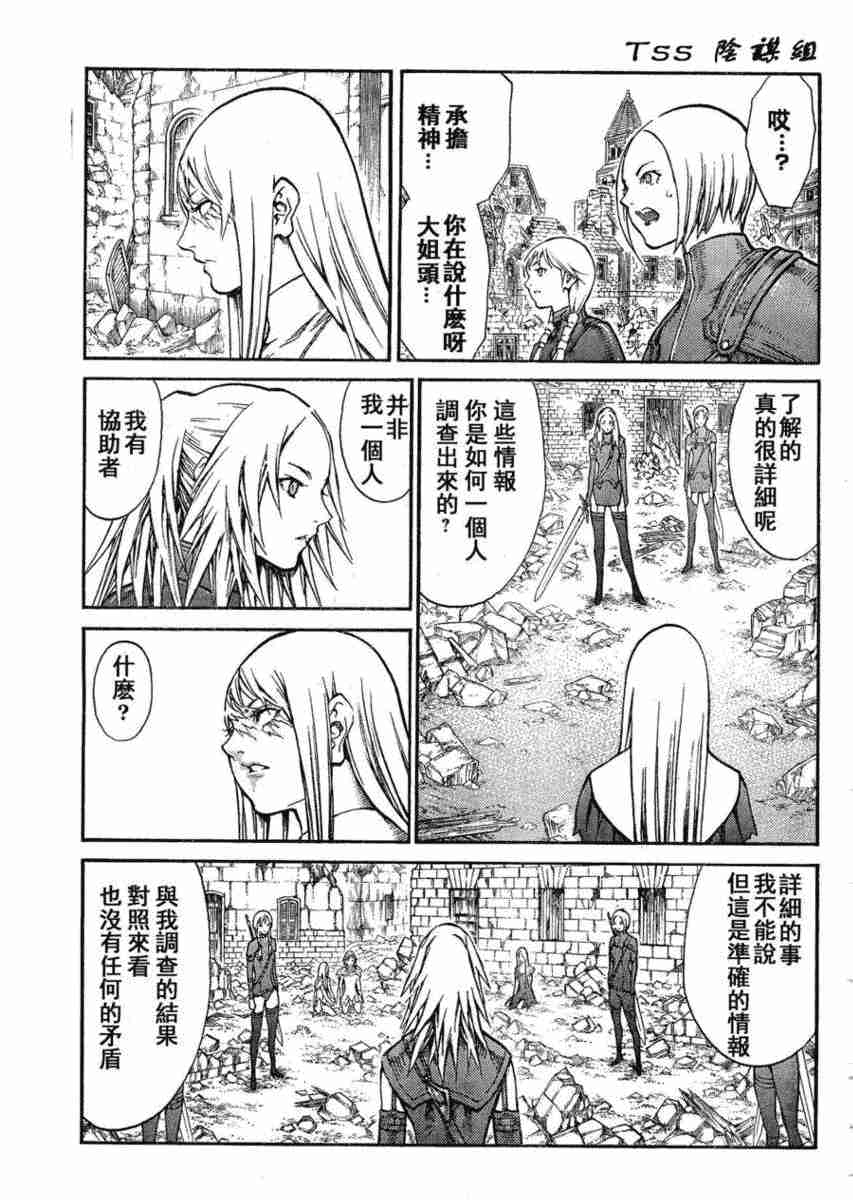 TSS 陰謀組
哎…?
承擔
精神…
你在說什麼呀
大姐頭…
了解的
真的很詳細呢
這些情報
你是如何一個人
調查出來的?
并非
我一個人
我有
協助者
什麼?
詳細的事
我不能說
但這是準確的情報
與我調查的結果
對照來看
也沒有任何的矛盾